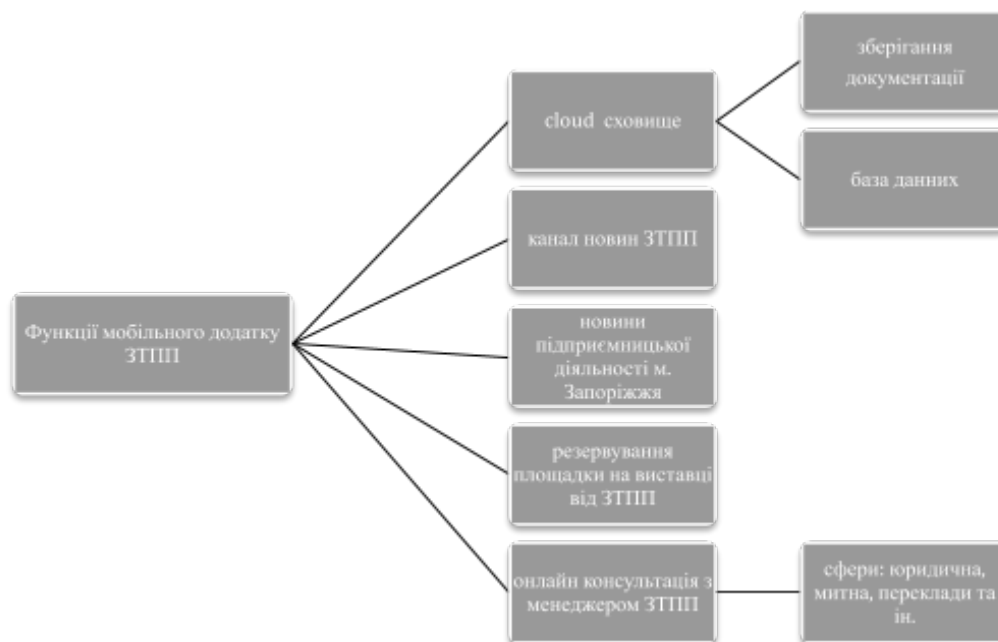 Функції мобільного додатку
ЗТПП
cloud сховище
зберігання
документації
база данних
канал новин ЗТПП
новини
підприємницької
діяльності м.
Запоріжжя
резервування
площадки на виставці
від ЗТПП
онлайн консультація з
менеджером ЗТПП
сфери: юридична,
митна, переклади та
ін.